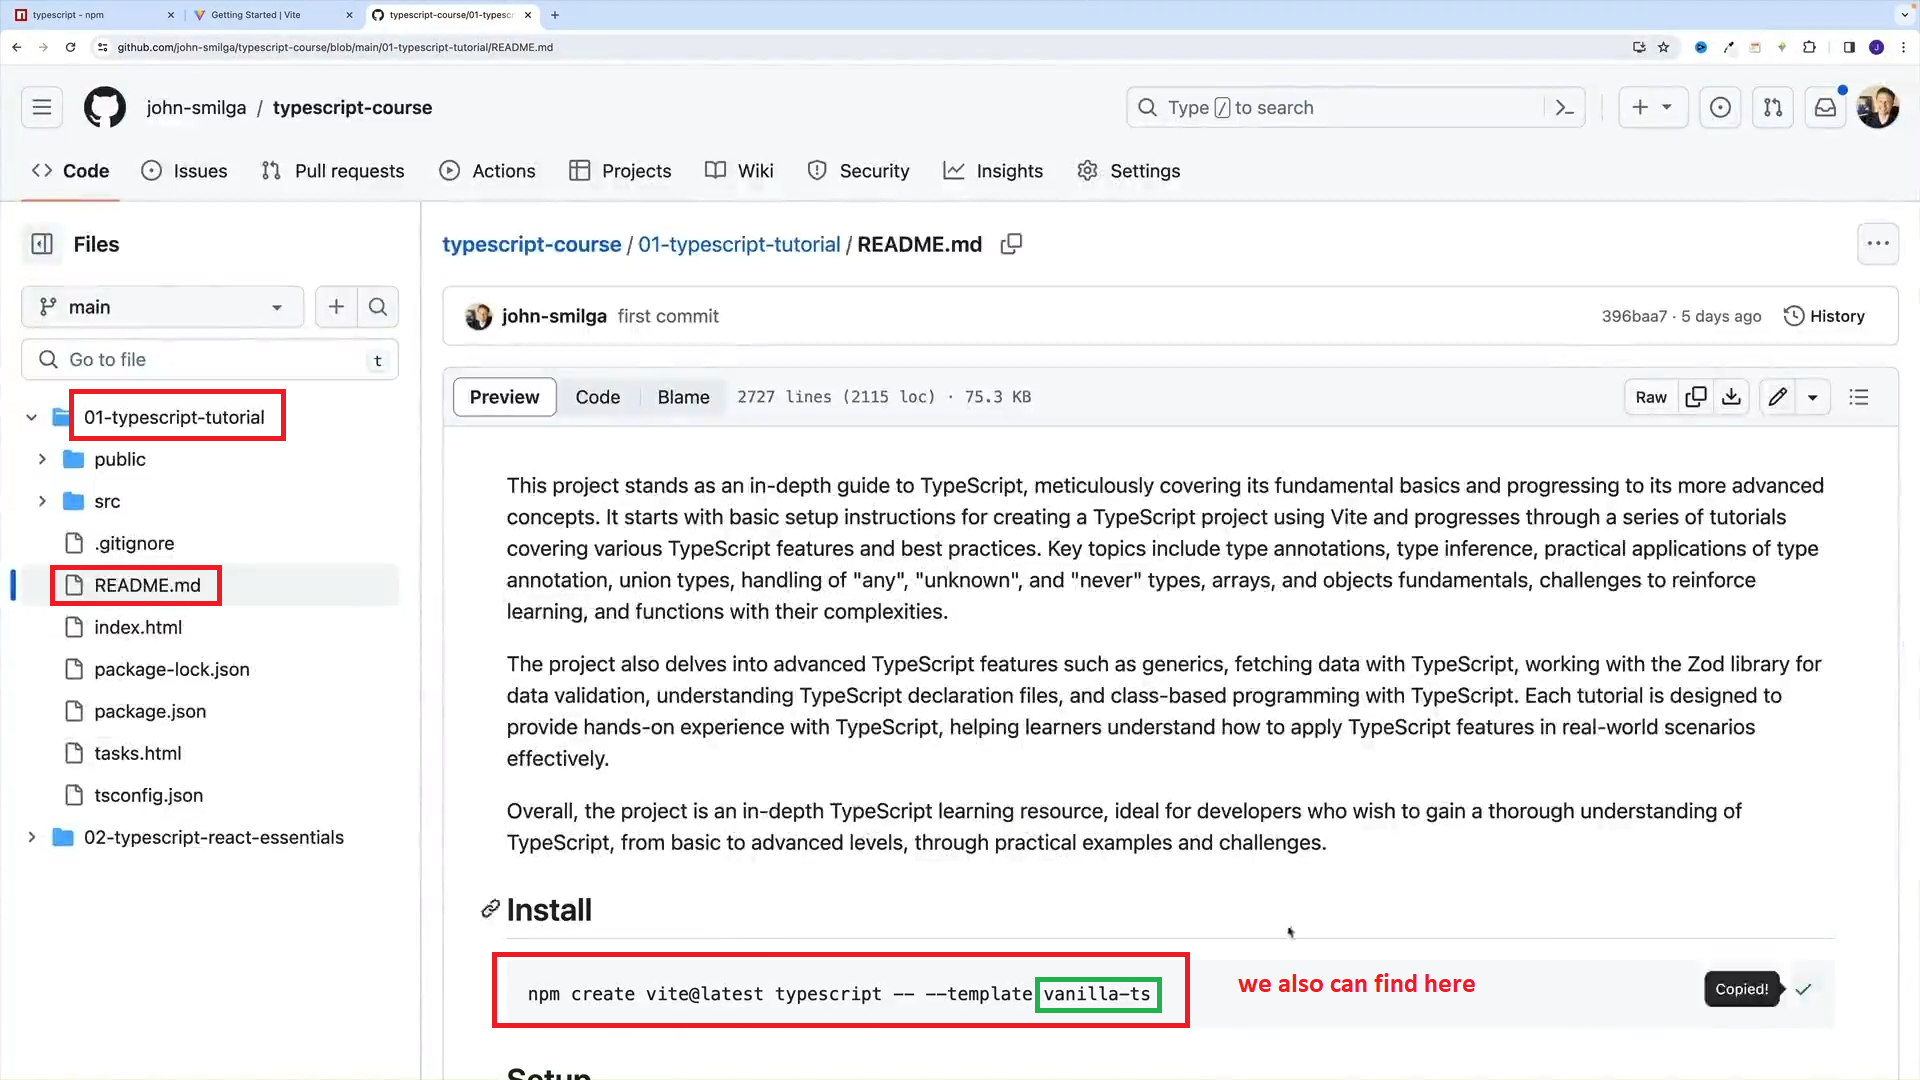 typescript - npm
Getting Started | Vite
typescript-course/01-typesc
github.com/john-smilga/typescript-course/blob/main/01-typescript-tutorial/README.md
J
john-smilga / typescript-course
Type / to search
Code
Issues
Pull requests
Actions
Projects
Wiki
Security
Insights
Settings
Files
main
Go to file
t
01-typescript-tutorial
public
src
.gitignore
README.md
index.html
package-lock.json
package.json
tasks.html
tsconfig.json
02-typescript-react-essentials
typescript-course / 01-typescript-tutorial / README.md
john-smilga first commit
396baa7 · 5 days ago
History
Preview
Code
Blame
2727 lines (2115 loc) · 75.3 KB
Raw
This project stands as an in-depth guide to TypeScript, meticulously covering its fundamental basics and progressing to its more advanced
concepts. It starts with basic setup instructions for creating a TypeScript project using Vite and progresses through a series of tutorials
covering various TypeScript features and best practices. Key topics include type annotations, type inference, practical applications of type
annotation, union types, handling of "any", "unknown", and "never" types, arrays, and objects fundamentals, challenges to reinforce
learning, and functions with their complexities.
The project also delves into advanced TypeScript features such as generics, fetching data with TypeScript, working with the Zod library for
data validation, understanding TypeScript declaration files, and class-based programming with TypeScript. Each tutorial is designed to
provide hands-on experience with TypeScript, helping learners understand how to apply TypeScript features in real-world scenarios
effectively.
Overall, the project is an in-depth TypeScript learning resource, ideal for developers who wish to gain a thorough understanding of
TypeScript, from basic to advanced levels, through practical examples and challenges.
Install
npm create vite@latest typescript -- --template vanilla-ts
we also can find here
Copied!
Setup